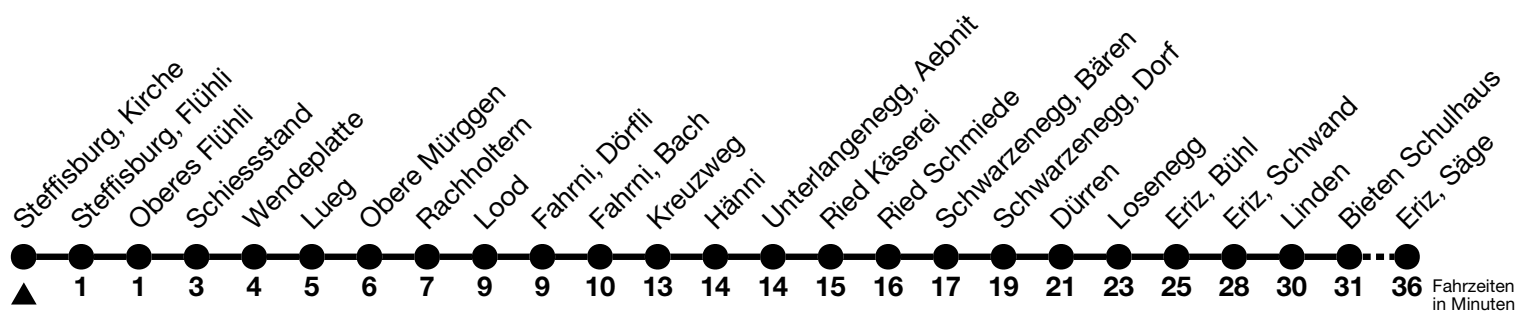 Steffisburg, Kirche
Steffisburg, Flühli
Oberes Flühli
Schiessstand
Wendeplatte
Lueg
Obere Mürggen
Rachholtern
Lood
Fahrni, Dörfli
Fahrni, Bach
Kreuzweg
Hänni
Unterlangenegg, Aebnit
Ried Käserei
Ried Schmiede
Schwarzenegg, Bären
Schwarzenegg, Dorf
Dürren
Losenegg
Eriz, Bühl
Eriz, Schwand
Linden
Bieten Schulhaus
Eriz, Säge
1 1 3 4 5 6 7 9 9 10 13 14 14 15 16 17 19 21 23 25 28 30 31 36 Fahrzeiten
in Minuten